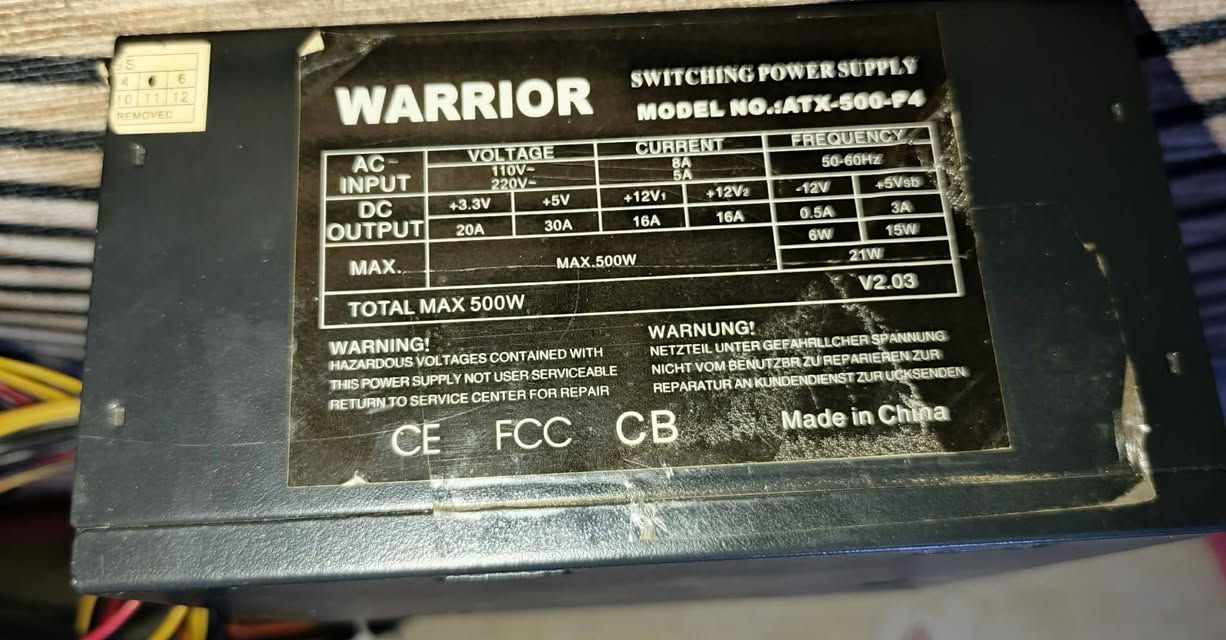 4 6
10 11 12
REMOVED
WARRIOR
SWITCHING POWER SUPPLY
MODEL NO.:ATX-500-P4
AC~ INPUT
VOLTAGE CURRENT FREQUENCY
110V~ 8A 50-60Hz
220V~ 5A
DC OUTPUT
+3.3V +5V +12V1 +12V2 -12V +5Vsb
20A 30A 16A 16A 0.5A 3A
6W 15W
MAX. MAX.500W 21W
TOTAL MAX 500W V2.03
WARNING!
HAZARDOUS VOLTAGES CONTAINED WITH
THIS POWER SUPPLY NOT USER SERVICEABLE
RETURN TO SERVICE CENTER FOR REPAIR
WARNUNG!
NETZTEIL UNTER GEFAHRLLCHER SPANNUNG
NICHT VOM BENUTZBR ZU REPARIEREN ZUR
REPARATUR AN KUNDENDIENST ZUR UCKSENDEN
CE FCC CB
Made in China